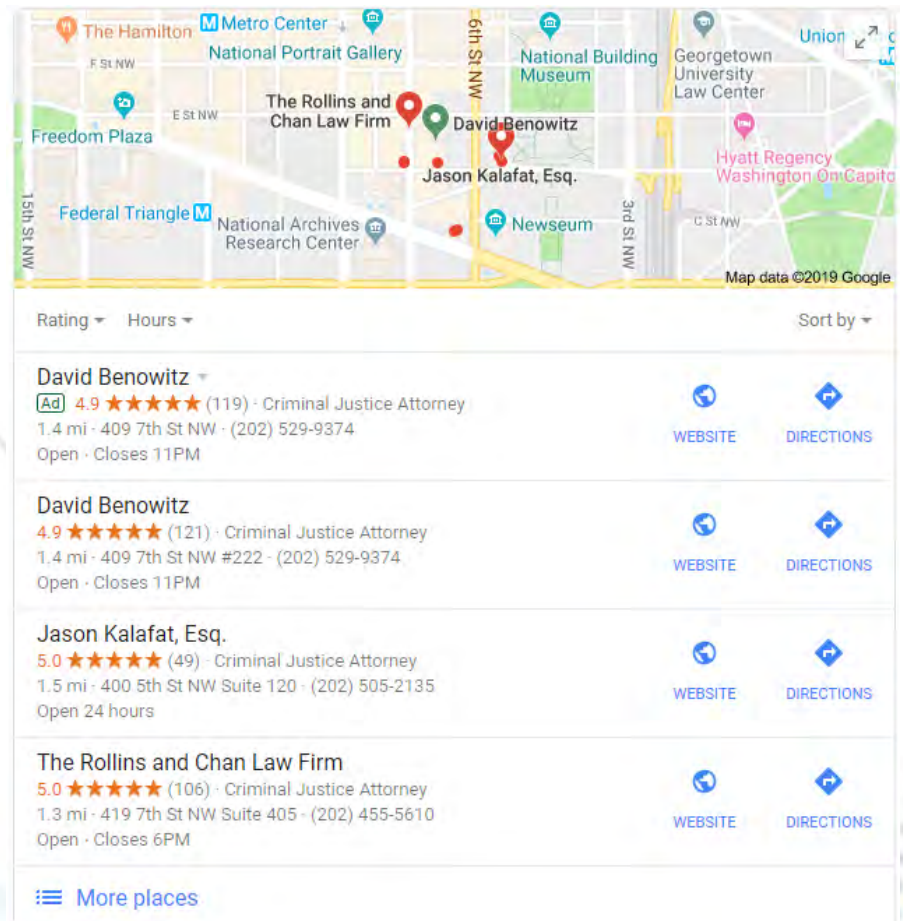 The Hamilton
Metro Center
National Portrait Gallery
6th St NW
National Building
Museum
Georgetown
University
Law Center
Union
F St NW
The Rollins and
Chan Law Firm
E St NW
Freedom Plaza
David Benowitz
Jason Kalafat, Esq.
Hyatt Regency
Washington On Capito
15th St NW
Federal Triangle M
National Archives
Research Center
Newseum
3rd St NW
C St NW
Map data ©2019 Google
Rating Hours Sort by
David Benowitz
Ad 4.9 ★★★★★ (119) · Criminal Justice Attorney
1.4 mi · 409 7th St NW · (202) 529-9374
Open · Closes 11PM
WEBSITE DIRECTIONS
David Benowitz
4.9 ★★★★★ (121) · Criminal Justice Attorney
1.4 mi · 409 7th St NW #222 · (202) 529-9374
Open · Closes 11PM
WEBSITE DIRECTIONS
Jason Kalafat, Esq.
5.0 ★★★★★ (49) · Criminal Justice Attorney
1.5 mi · 400 5th St NW Suite 120 · (202) 505-2135
Open 24 hours
WEBSITE DIRECTIONS
The Rollins and Chan Law Firm
5.0 ★★★★★ (106) · Criminal Justice Attorney
1.3 mi · 419 7th St NW Suite 405 · (202) 455-5610
Open · Closes 6PM
WEBSITE DIRECTIONS
More places